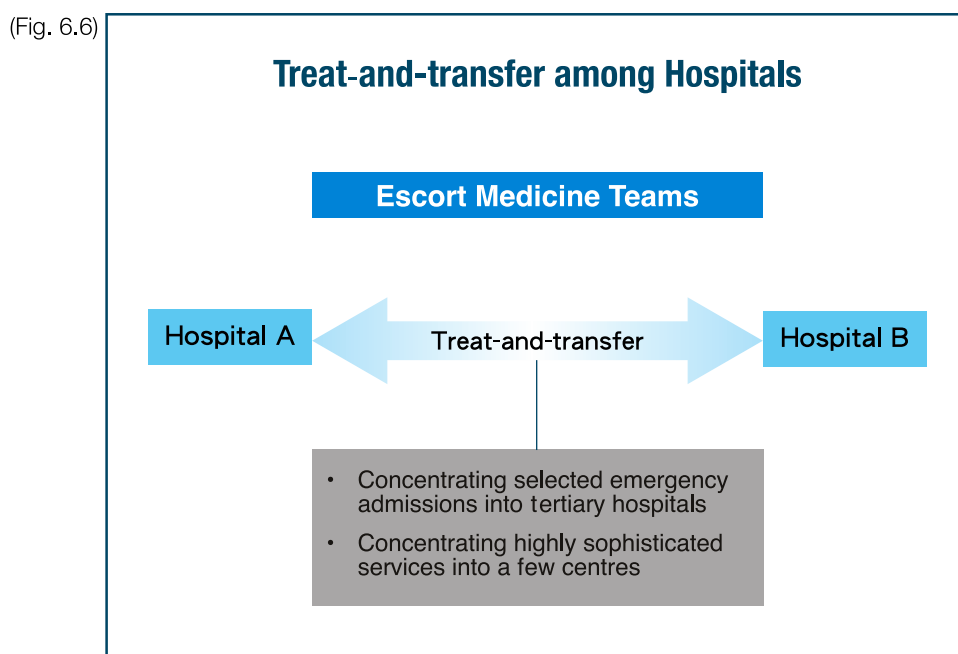 (Fig. 6.6)
Treat-and-transfer among Hospitals
Escort Medicine Teams
Hospital A
Treat-and-transfer
Hospital B
• Concentrating selected emergency
admissions into tertiary hospitals
• Concentrating highly sophisticated
services into a few centres